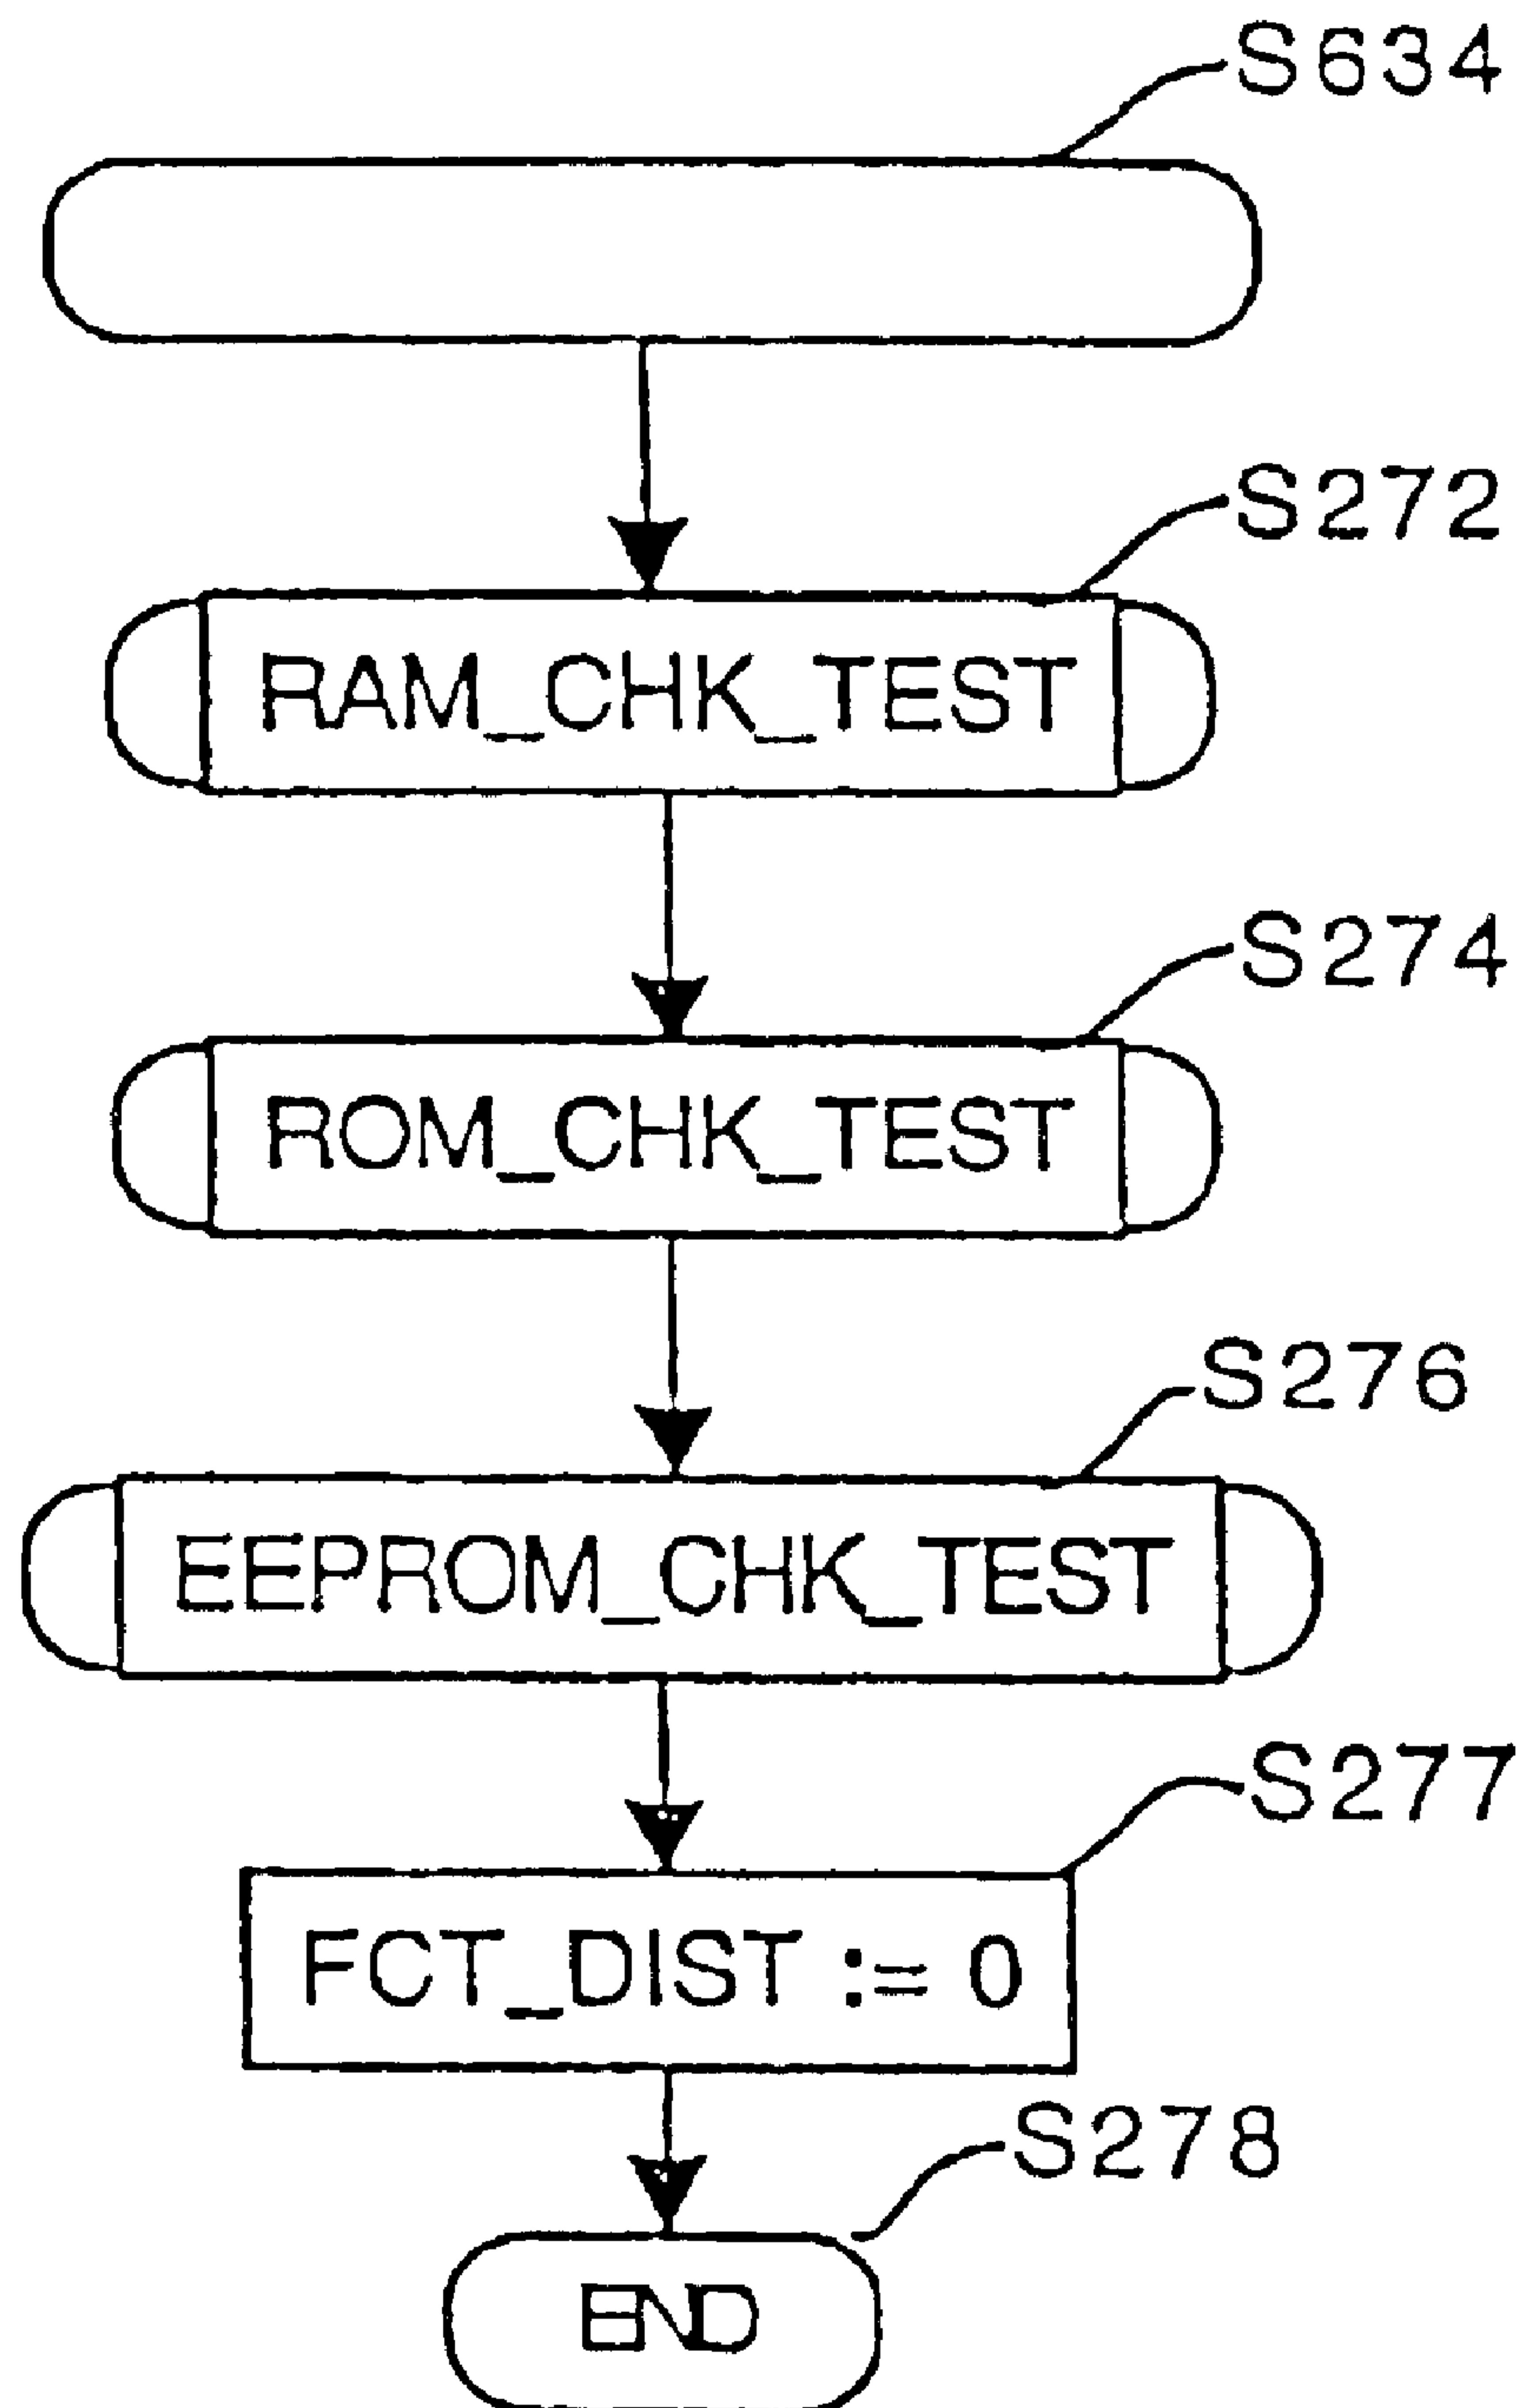 S634
S272
RAM_CHK_TEST
S274
ROM_CHK_TEST
S276
EEPROM_CHK_TEST
S277
FCT_DIST := 0
S278
END